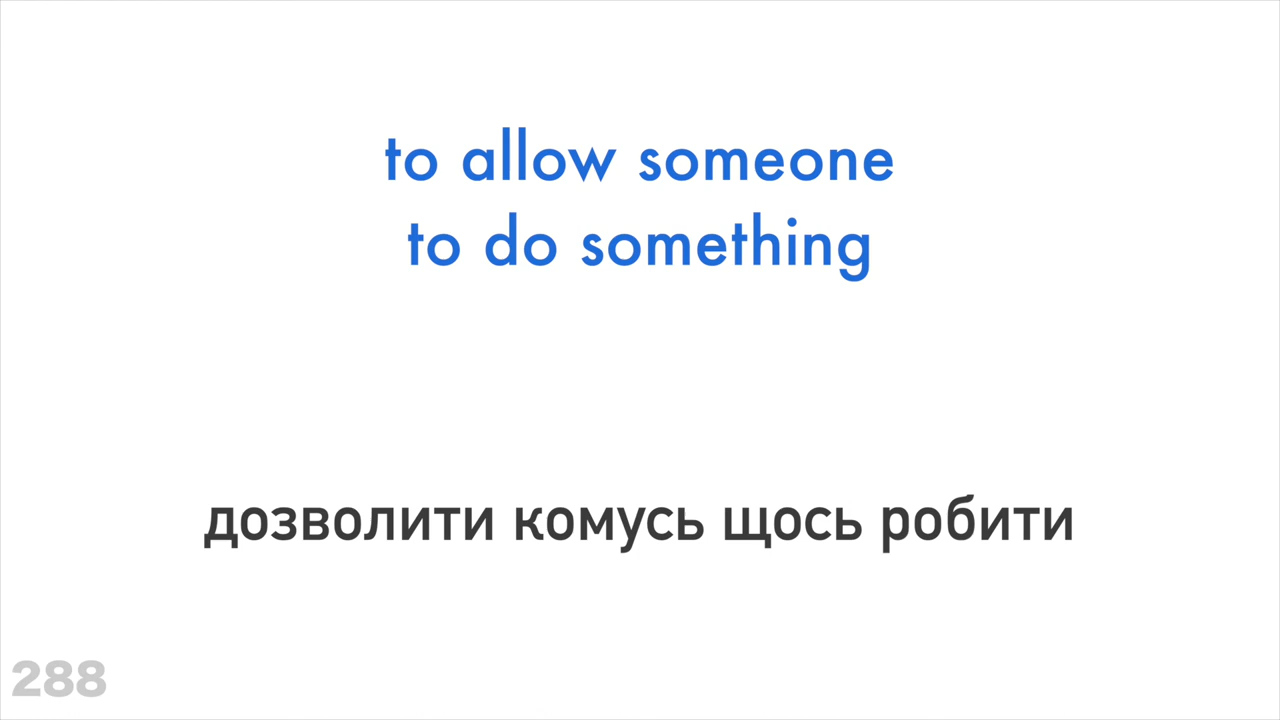 to allow someone
to do something
дозволити комусь щось робити
288